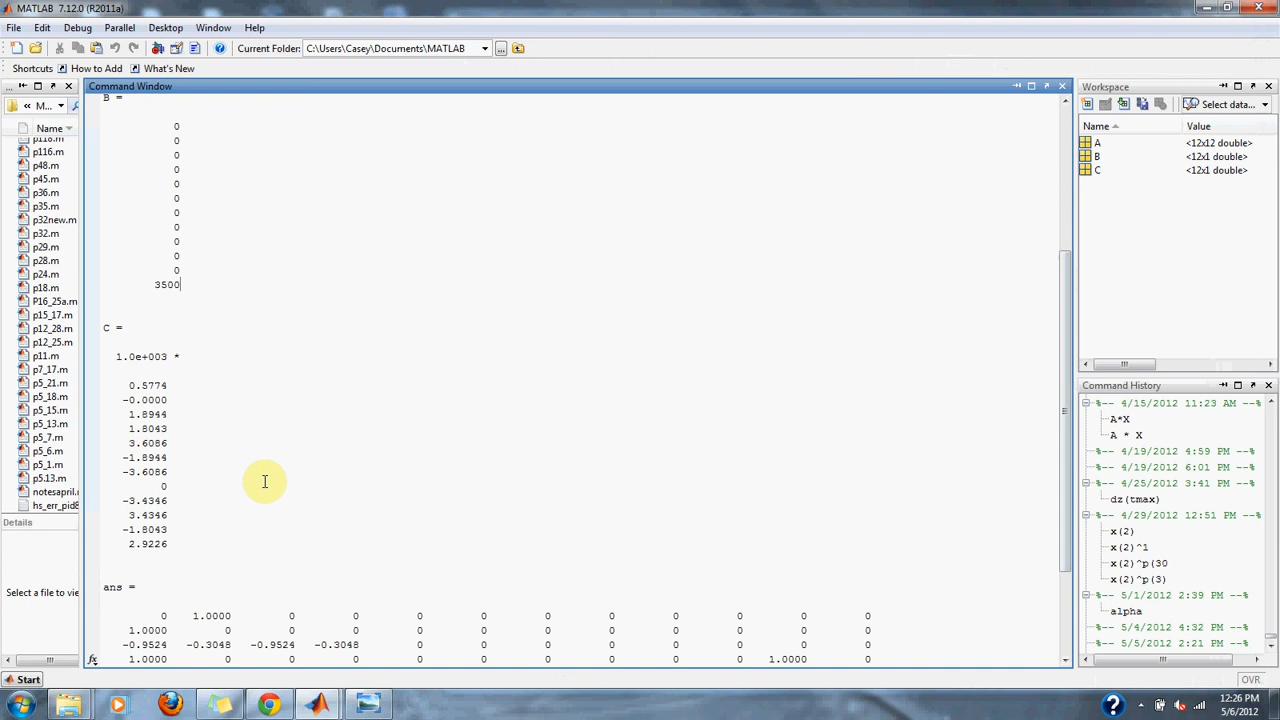 MATLAB 7.12.0 (R2011a)
File Edit Debug Parallel Desktop Window Help
Current Folder: C:\Users\Casey\Documents\MATLAB
Shortcuts How to Add What's New
... « M...
Name
p118.m
p116.m
p48.m
p45.m
p36.m
p35.m
p32new.m
p32.m
p29.m
p28.m
p24.m
p18.m
P16_25a.m
p15_17.m
p12_28.m
p12_25.m
p11.m
p7_17.m
p5_21.m
p5_18.m
p5_15.m
p5_13.m
p5_7.m
p5_6.m
p5_1.m
p5.13.m
notesapril.
hs_err_pid8
Details
Select a file to vie
Start
Command Window
B =
0
0
0
0
0
0
0
0
0
0
0
3500
C =
1.0e+003 *
0.5774
-0.0000
1.8944
1.8043
3.6086
-1.8944
-3.6086
0
-3.4346
3.4346
-1.8043
2.9226
ans =
0 1.0000 0 0 0 0 0 0 0 0 0 0
1.0000 0 0 0 0 0 0 0 0 0 0 0
-0.9524 -0.3048 -0.9524 -0.3048 0 0 0 0 0 0 0 0
1.0000 0 0 0 0 0 0 0 0 0 1.0000 0
fx
Workspace
Select data...
Name Value
A <12x12 double>
B <12x1 double>
C <12x1 double>
Command History
%-- 4/15/2012 11:23 AM --%
A*X
A * X
%-- 4/19/2012 4:59 PM --%
%-- 4/19/2012 6:01 PM --%
%-- 4/25/2012 3:41 PM --%
dz(tmax)
%-- 4/29/2012 12:51 PM --%
x(2)
x(2)^1
x(2)^p(30
x(2)^p(3)
%-- 5/1/2012 2:39 PM --%
alpha
%-- 5/4/2012 4:32 PM --%
%-- 5/5/2012 2:21 PM --%
OVR
12:26 PM
5/6/2012